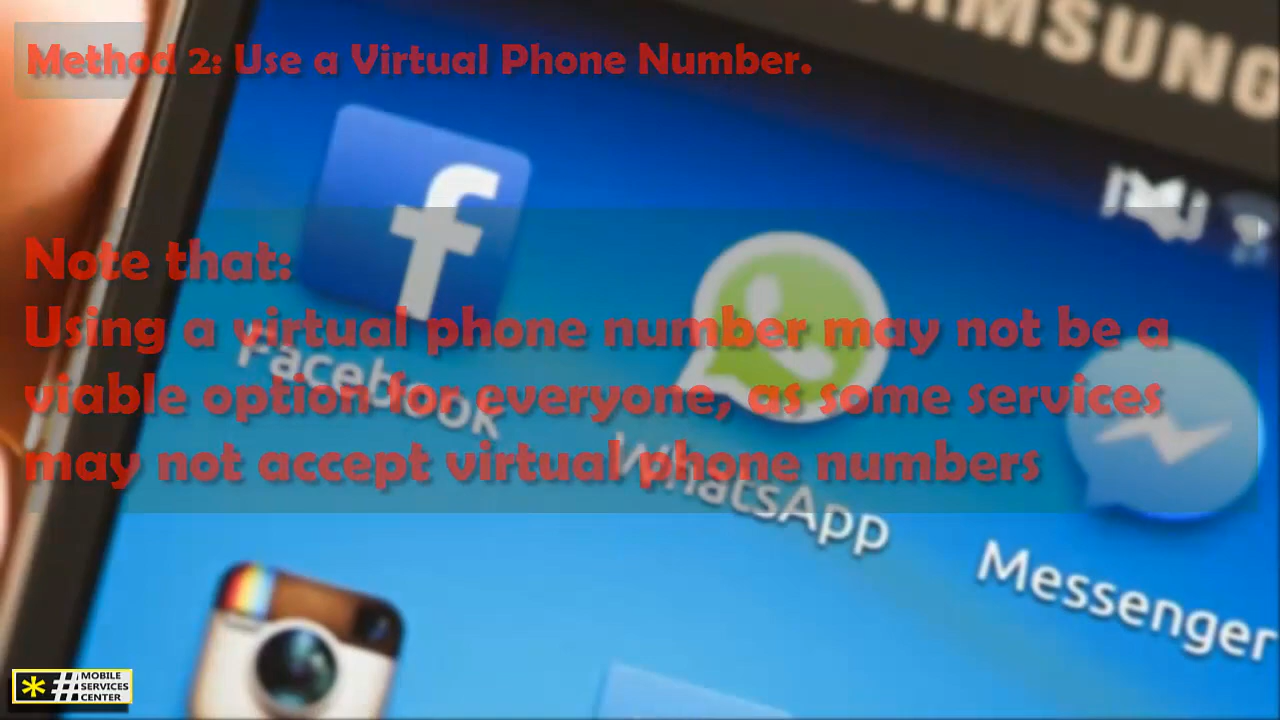 SAMSUNG
Method 2: Use a Virtual Phone Number.
Note that:
Using a virtual phone number may not be a
viable option for everyone, as some services
may not accept virtual phone numbers
Facebook
WhatsApp
Messenger
*#
MOBILE
SERVICES
CENTER